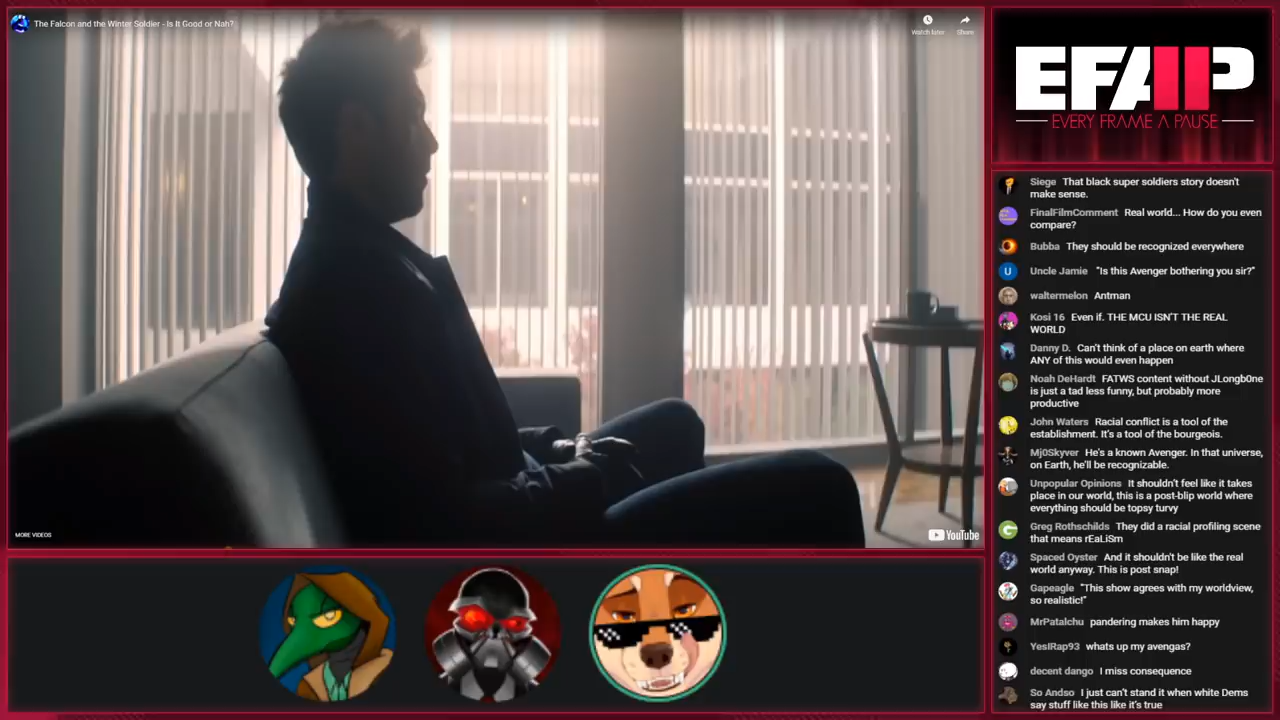 The Falcon and the Winter Soldier - Is It Good or Nah?
Watch later
Share
MORE VIDEOS
YouTube
EFAP
EVERY FRAME A PAUSE
Siege That black super soldiers story doesn't
make sense.
FinalFilmComment Real world... How do you even
compare?
Bubba They should be recognized everywhere
U
Uncle Jamie "Is this Avenger bothering you sir?"
waltermelon Antman
Kosi 16 Even if. THE MCU ISN'T THE REAL
WORLD
Danny D. Can't think of a place on earth where
ANY of this would even happen
Noah DeHardt FATWS content without JLongb0ne
is just a tad less funny, but probably more
productive
John Waters Racial conflict is a tool of the
establishment. It's a tool of the bourgeois.
Mj0Skyver He's a known Avenger. In that universe,
on Earth, he'll be recognizable.
Unpopular Opinions It shouldn't feel like it takes
place in our world, this is a post-blip world where
everything should be topsy turvy
Greg Rothschilds They did a racial profiling scene
that means rEaLiSm
Spaced Oyster And it shouldn't be like the real
world anyway. This is post snap!
Gapeagle "This show agrees with my worldview,
so realistic!"
MrPatalchu pandering makes him happy
YesIRap93 whats up my avengas?
decent dango I miss consequence
So Andso I just can't stand it when white Dems
say stuff like this like it's true